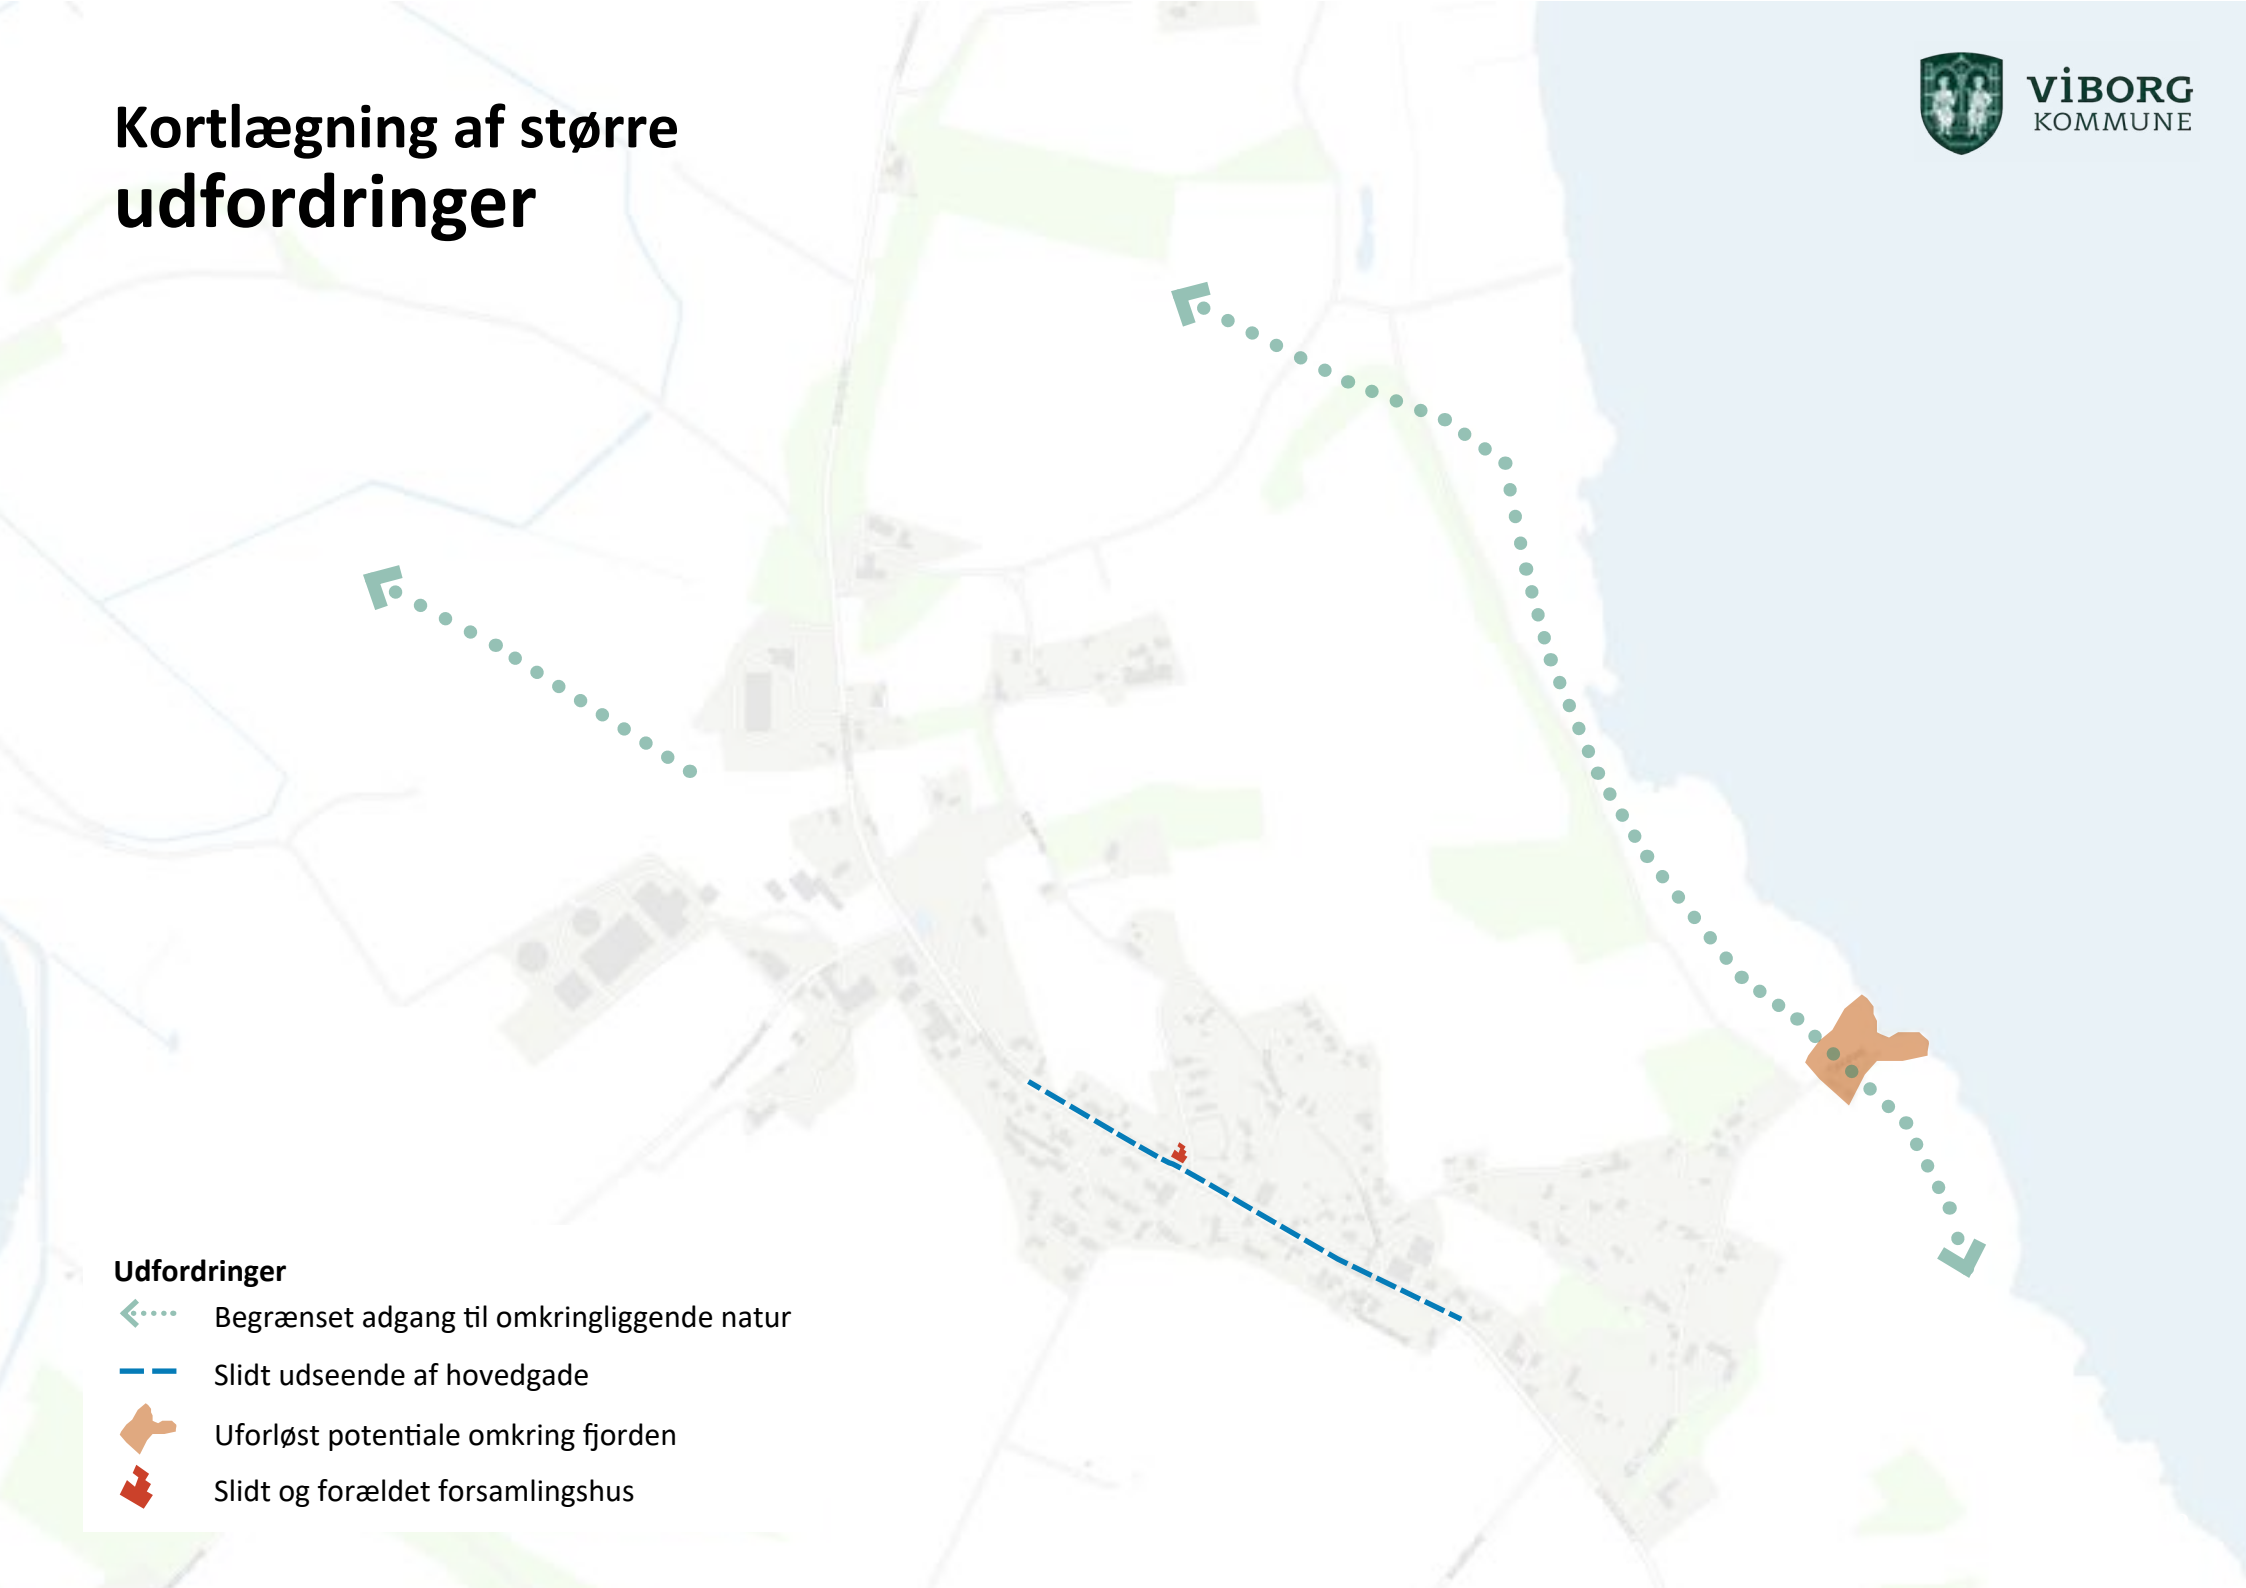 Kortlægning af større
udfordringer
VIBORG
KOMMUNE
Udfordringer
Begrænset adgang til omkringliggende natur
Slidt udseende af hovedgade
Uforløst potentiale omkring fjorden
Slidt og forældet forsamlingshus